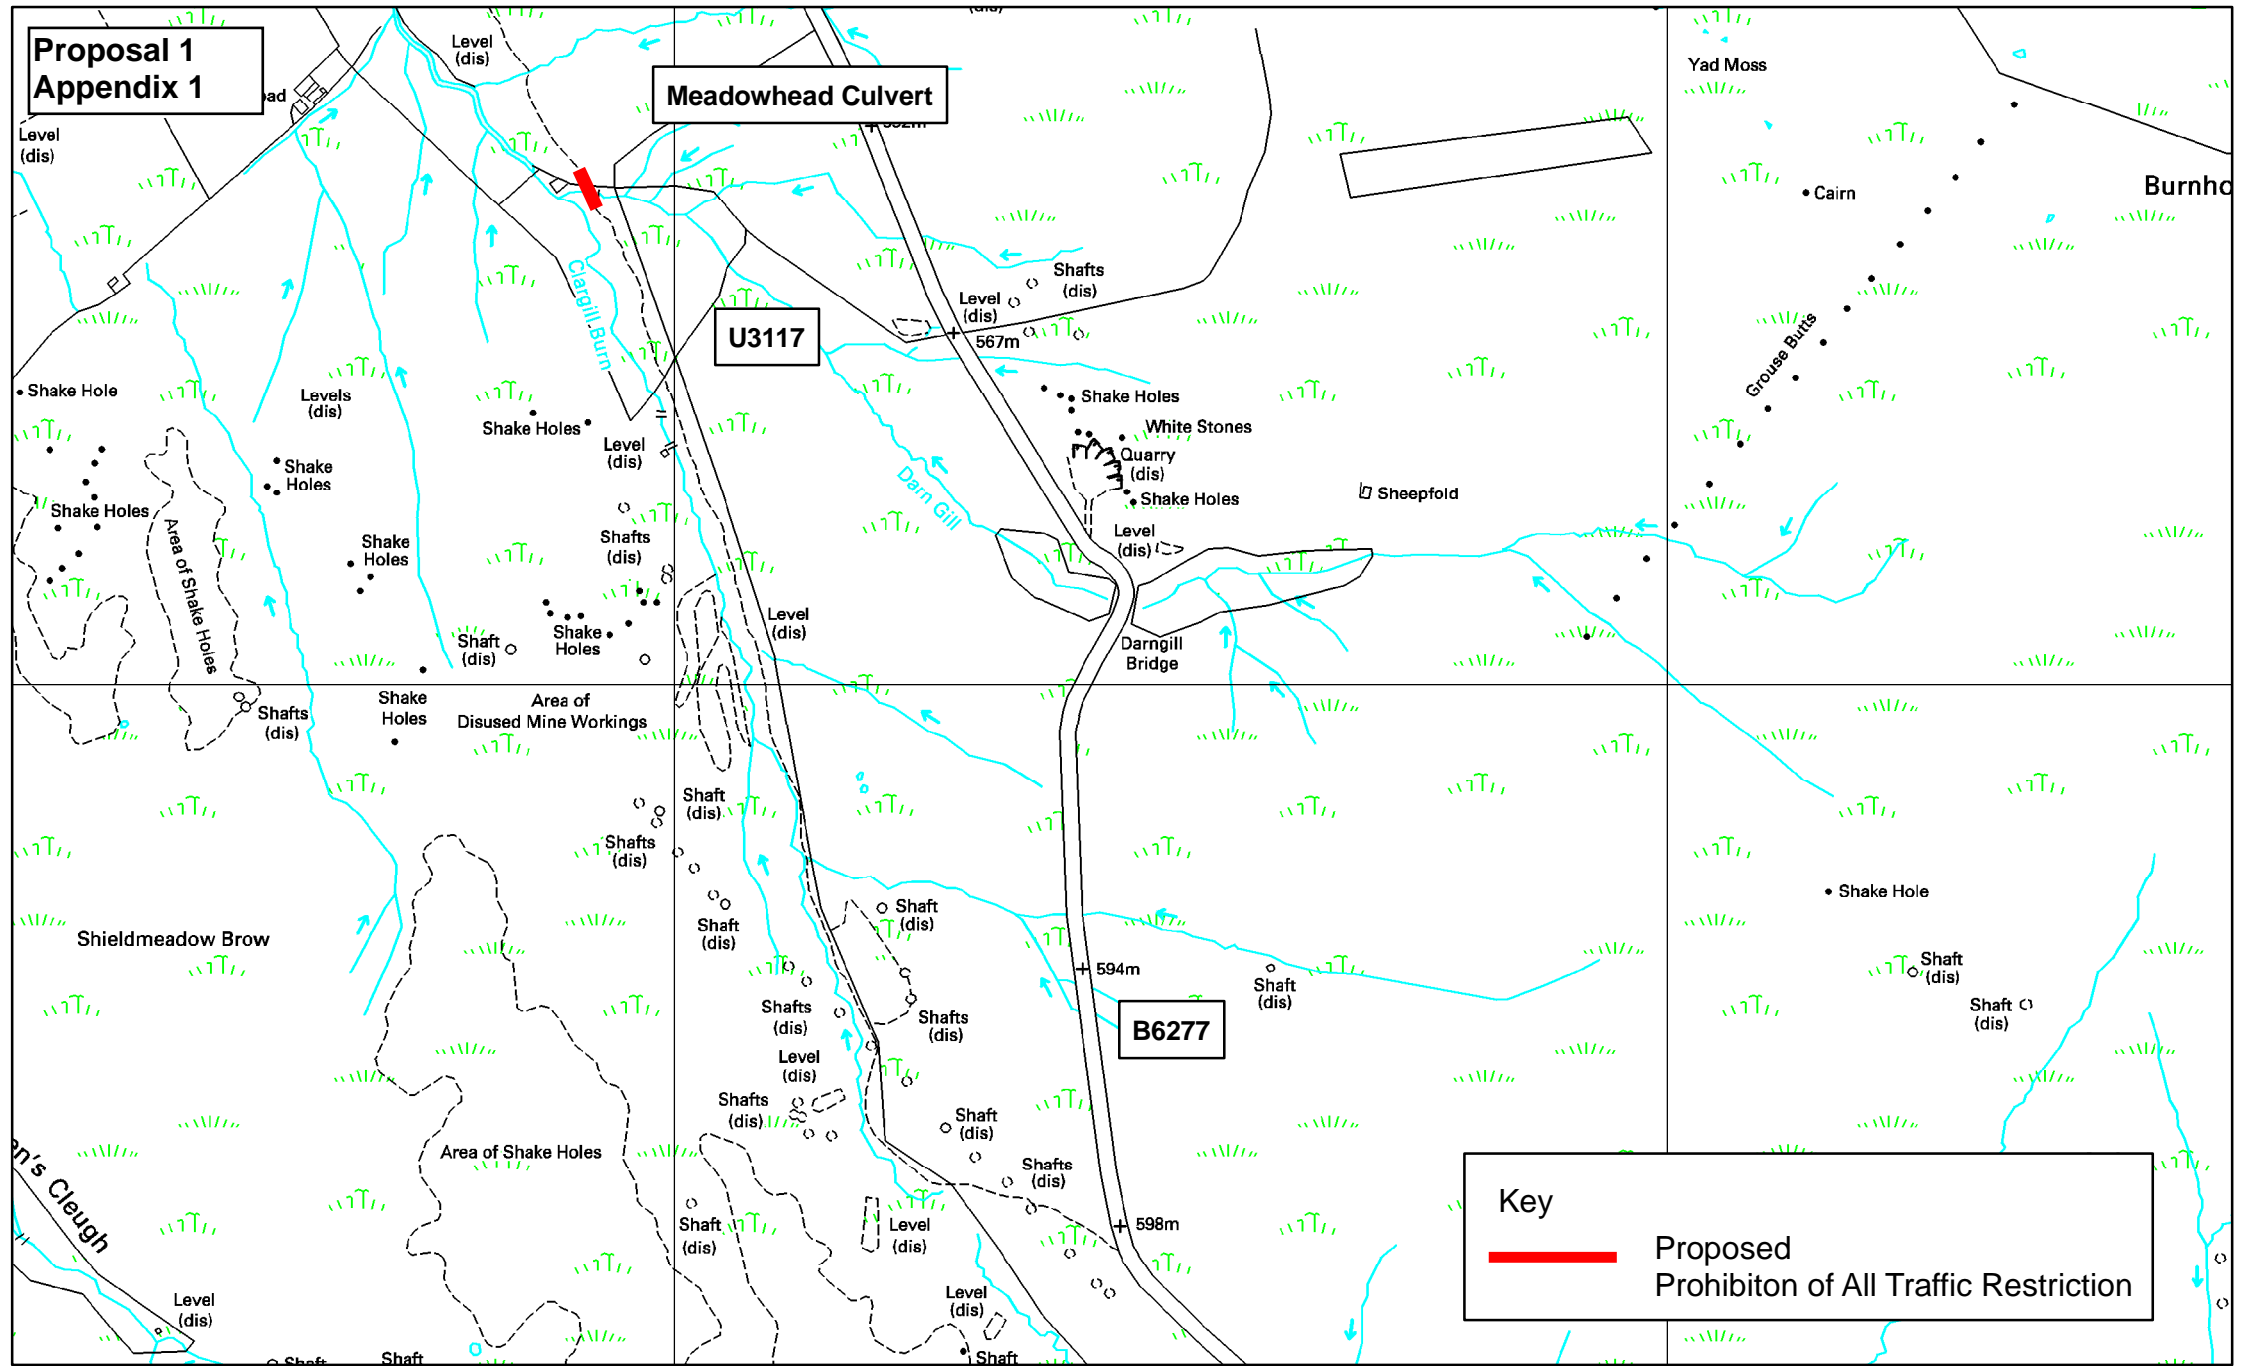 Proposal 1
Appendix 1
Level
(dis)
Meadowhead Culvert
Yad Moss
Level
(dis)
Cairn
Shafts
(dis)
Level
(dis)
Clargill Burn
U3117
567m
Grouse Butts
Shake Hole
Levels
(dis)
Shake Holes
Shake Holes
White Stones
Level
(dis)
Quarry
(dis)
Shake
Holes
Darn Gill
Sheepfold
Shake Holes
Shake Holes
Area of Shake Holes
Shake
Holes
Shafts
(dis)
Level
(dis)
Level
(dis)
Shaft
(dis)
Shake
Holes
Darngill
Bridge
Shafts
(dis)
Shake
Holes
Area of
Disused Mine Workings
Shaft
(dis)
Shafts
(dis)
Shake Hole
Shaft
(dis)
Shaft
(dis)
Shieldmeadow Brow
594m
Shaft
(dis)
Shaft
(dis)
Shafts
(dis)
Shafts
(dis)
Shaft
(dis)
B6277
Level
(dis)
Shafts
(dis)
Shaft
(dis)
Area of Shake Holes
Shafts
(dis)
Cleugh
Shaft
(dis)
Level
(dis)
598m
Key
Proposed
Prohibiton of All Traffic Restriction
Level
(dis)
Level
(dis)
Shaft
Shaft
Shaft